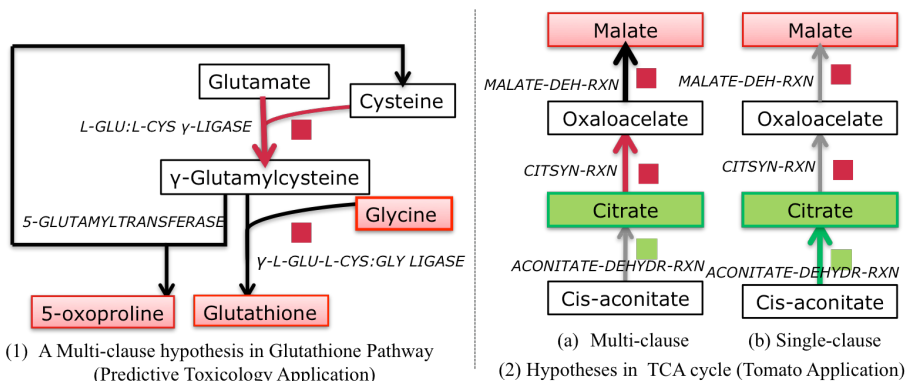 Glutamate
Cysteine
L-GLU:L-CYS γ-LIGASE
γ-Glutamylcysteine
5-GLUTAMYLTRANSFERASE
Glycine
γ-L-GLU-L-CYS:GLY LIGASE
5-oxoproline
Glutathione
(1) A Multi-clause hypothesis in Glutathione Pathway
(Predictive Toxicology Application)
Malate
MALATE-DEH-RXN
Oxaloacelate
CITSYN-RXN
Citrate
ACONITATE-DEHYDR-RXN
Cis-aconitate
(a) Multi-clause
Malate
MALATE-DEH-RXN
Oxaloacelate
CITSYN-RXN
Citrate
ACONITATE-DEHYDR-RXN
Cis-aconitate
(b) Single-clause
(2) Hypotheses in TCA cycle (Tomato Application)